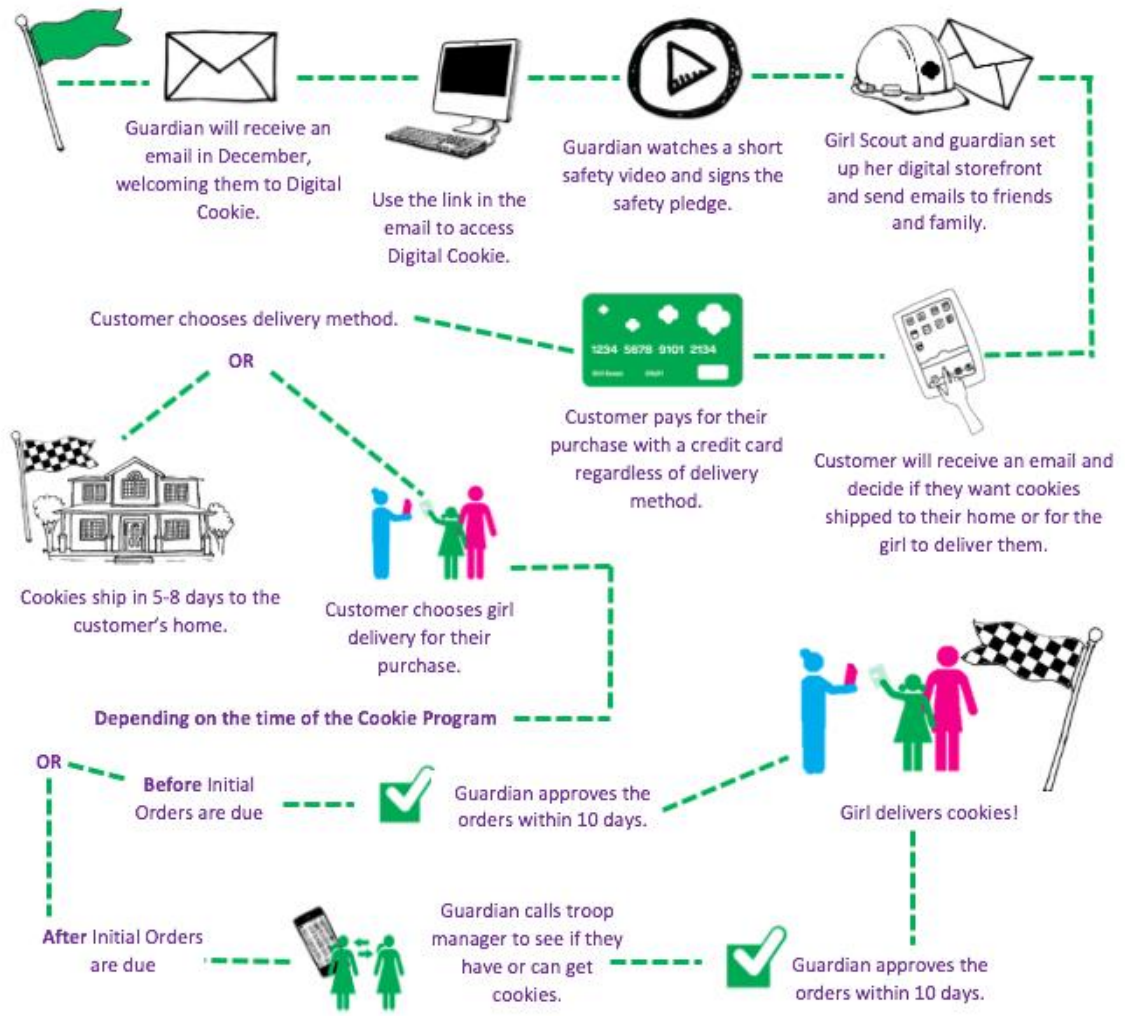 Guardian will receive an
email in December,
welcoming them to Digital
Cookie.
Use the link in the
email to access
Digital Cookie.
Guardian watches a short
safety video and signs the
safety pledge.
Girl Scout and guardian set
up her digital storefront
and send emails to friends
and family.
Customer will receive an email and
decide if they want cookies
shipped to their home or for the
girl to deliver them.
1234 5678 9101 2134
Customer pays for their
purchase with a credit card
regardless of delivery
method.
Customer chooses delivery method.
OR
Cookies ship in 5-8 days to the
customer's home.
Customer chooses girl
delivery for their
purchase.
Depending on the time of the Cookie Program
OR
Before Initial
Orders are due
Guardian approves the
orders within 10 days.
Girl delivers cookies!
After Initial Orders
are due
Guardian calls troop
manager to see if they
have or can get
cookies.
Guardian approves the
orders within 10 days.